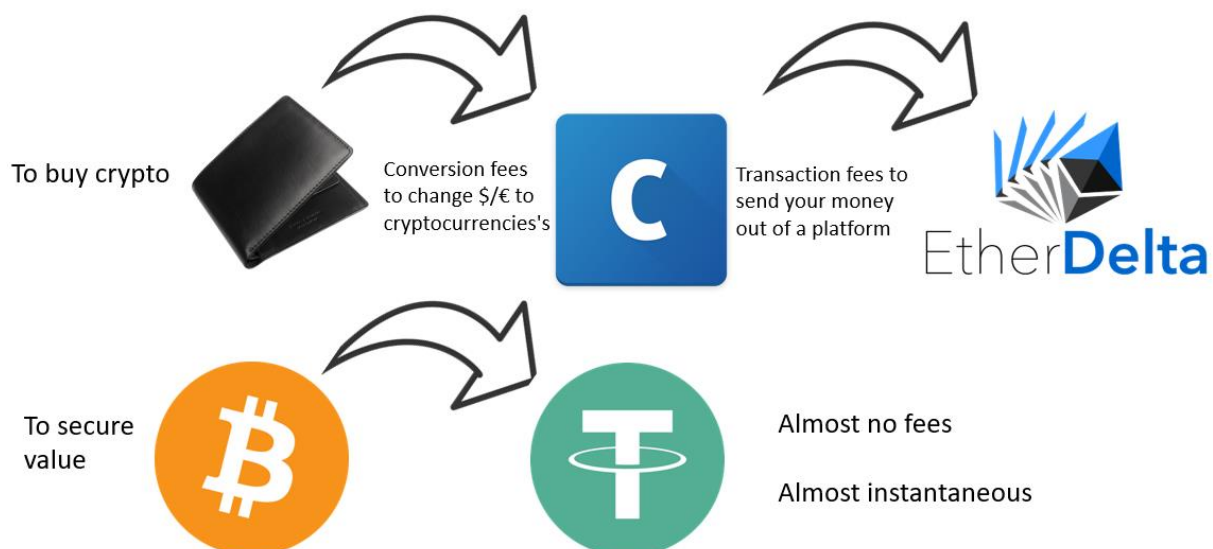 To buy crypto
Conversion fees
to change $/€ to
cryptocurrencies's
C
Transaction fees to
send your money
out of a platform
EtherDelta
To secure
value
Almost no fees
Almost instantaneous